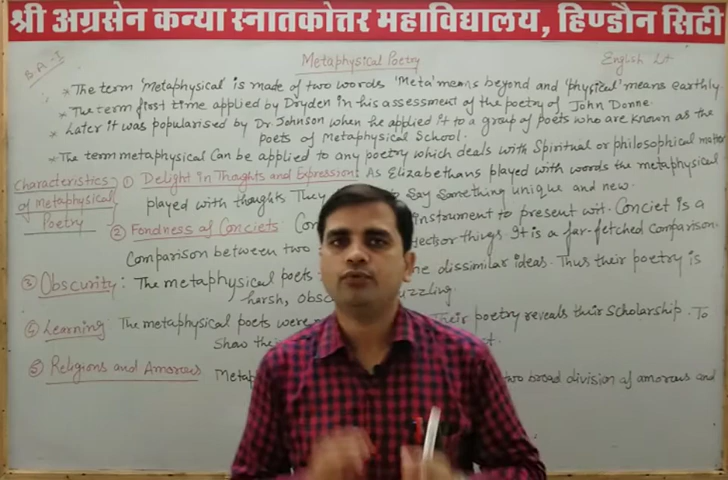 श्री अग्रसेन कन्या स्नातकोत्तर महाविद्यालय, हिण्डौन सिटी
B.A.-I
Metaphysical Poetry
English Lit
* The term 'Metaphysical' is made of two words 'Meta' means beyond and 'physical' means earthly.
* The term first time applied by Dryden in his assessment of the poetry of John Donne.
* Later it was popularised by Dr. Johnson when he applied it to a group of poets who are known as the
poets of Metaphysical School.
* The term metaphysical can be applied to any poetry which deals with Spiritual or philosophical matter
Characteristics of Metaphysical Poetry
① Delight in Thoughts and Expression: As Elizabethans played with words the metaphysical
played with thoughts They say something unique and new.
② Fondness of Conciets: instrument to present wit. Conciet is a
Comparison between two or things. It is a far-fetched comparison.
③ Obscurity: The metaphysical poets dissimilar ideas. Thus their poetry is
harsh,
④ Learning: The metaphysical poets were their poetry reveals their scholarship. To
show
⑤ Religions and Amorous two broad division of amorous and